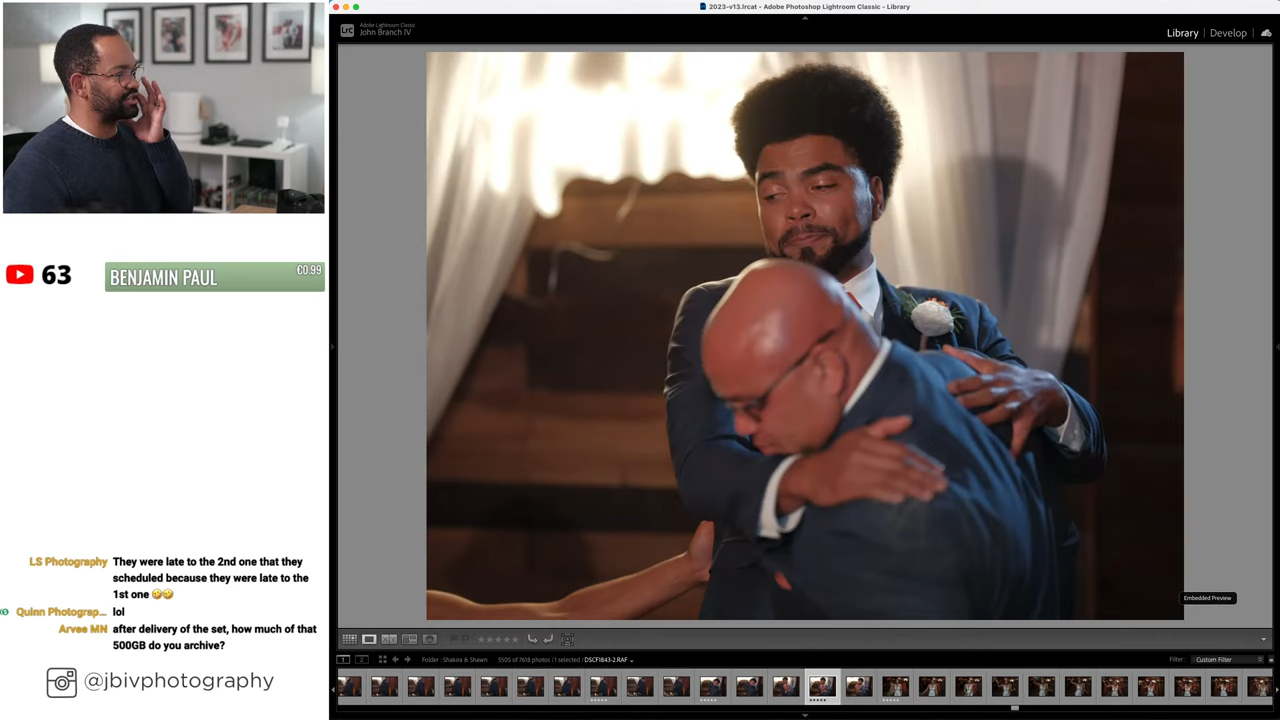 2023-v13.lrcat - Adobe Photoshop Lightroom Classic - Library
Lrc
Adobe Lightroom Classic
John Branch IV
Library | Develop
63
BENJAMIN PAUL
€0.99
LS Photography They were late to the 2nd one that they
scheduled because they were late to the
1st one 🤣🤣
Quinn Photograp... lol
Arvee MN after delivery of the set, how much of that
500GB do you archive?
@jbivphotography
Embedded Preview
1 2 Folder : Shakira & Shawn 5505 of 7618 photos / 1 selected / DSCF1843-2.RAF
Filter : Custom Filter